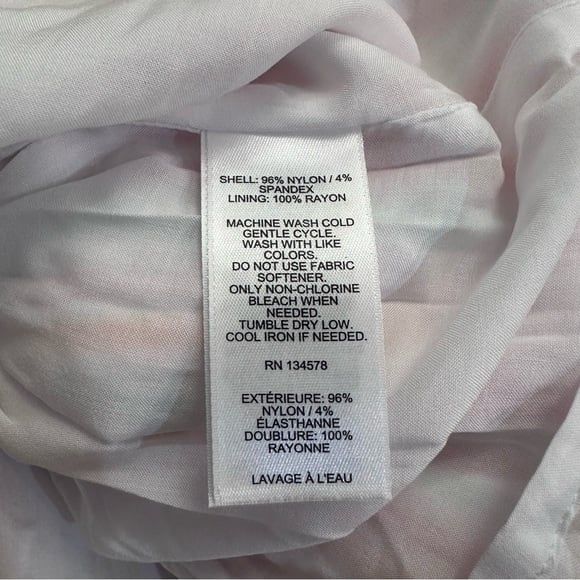 SHELL: 96% NYLON / 4%
SPANDEX
LINING: 100% RAYON
MACHINE WASH COLD
GENTLE CYCLE.
WASH WITH LIKE
COLORS.
DO NOT USE FABRIC
SOFTENER.
ONLY NON-CHLORINE
BLEACH WHEN
NEEDED.
TUMBLE DRY LOW.
COOL IRON IF NEEDED.
RN 134578
EXTÉRIEURE: 96%
NYLON / 4%
ÉLASTHANNE
DOUBLURE: 100%
RAYONNE
LAVAGE À L'EAU